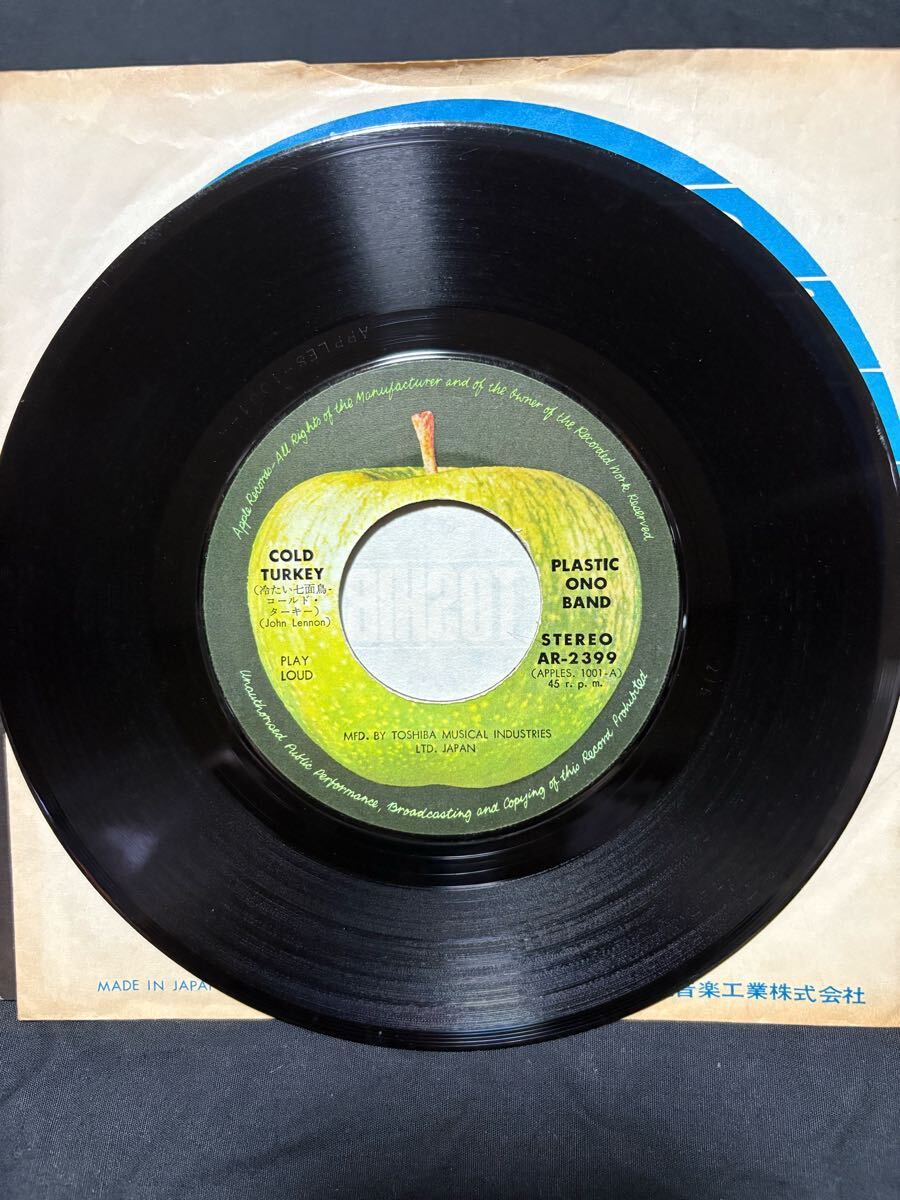 Apple Records-All Rights of the Manufacturer and of the Owner of the Recorded Work Reserved
COLD
TURKEY
(冷たい七面鳥-
コールド・
ターキー)
(John Lennon)
PLAY
LOUD
PLASTIC
ONO
BAND
STEREO
AR-2399
(APPLES. 1001-A)
45 r. p. m.
MFD. BY TOSHIBA MUSICAL INDUSTRIES
LTD. JAPAN
Unauthorised Public Performance, Broadcasting and Copying of this Record Prohibited
MADE IN JAPAN
音楽工業株式会社